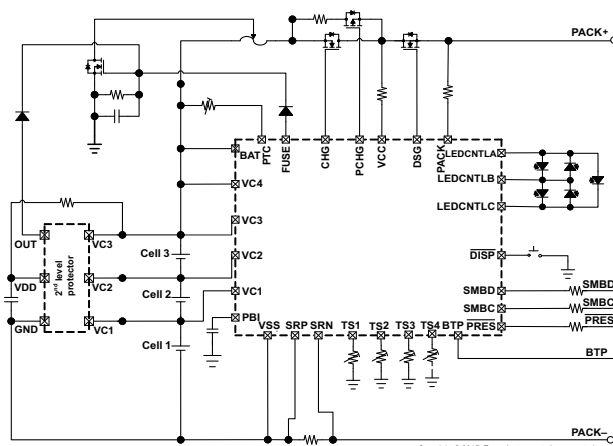 PACK+
BAT
PTC
FUSE
CHG
PCHG
VCC
DSG
PACK
LEDCNTLA
LEDCNTLB
LEDCNTLC
VC4
VC3
VC2
VC1
PBI
OUT
VDD
GND
2nd level
protector
VC3
VC2
VC1
Cell 3
Cell 2
Cell 1
DISP
SMBD
SMBC
PRES
SMBD
SMBC
PRES
VSS
SRP
SRN
TS1
TS2
TS3
TS4
BTP
BTP
PACK–